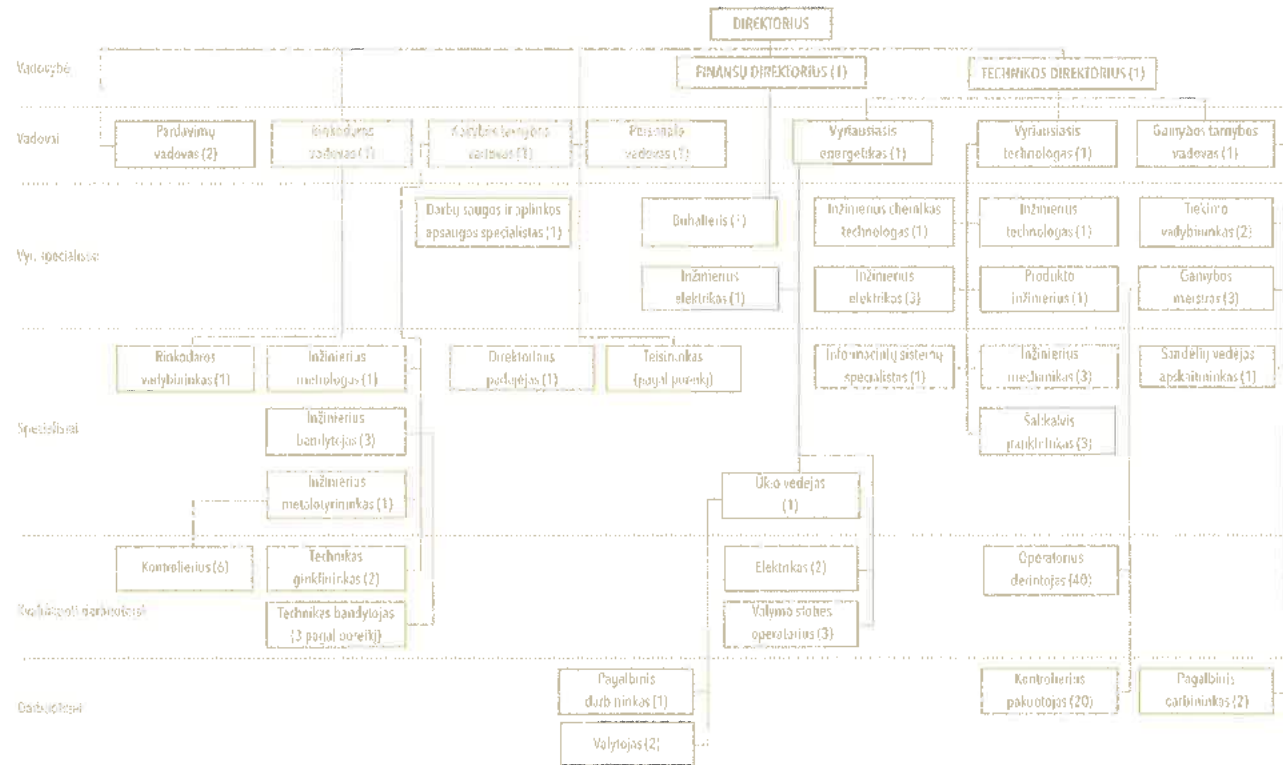 DIREKTORIUS
Vadovybė
FINANSŲ DIREKTORIUS (1)
TECHNIKOS DIREKTORIUS (1)
Vadovai
Pardavimų
vadovas (2)
Rinkodaros
vadovas (1)
Kokybės tarnybos
vadovas (1)
Personalo
vadovas (1)
Vyriausiasis
energetikas (1)
Vyriausiasis
technologas (1)
Gamybos tarnybos
vadovas (1)
Darbų saugos ir aplinkos
apsaugos specialistas (1)
Buhalteris (1)
Inžinierius chemikas
technologas (1)
Inžinierius
technologas (1)
Tiekimo
vadybininkas (2)
Vyr. specialistai
Inžinierius
elektrikas (1)
Inžinierius
elektrikas (3)
Produkto
inžinierius (1)
Gamybos
meistras (3)
Rinkodaros
vadybininkas (1)
Inžinierius
metrologas (1)
Direktoriaus
padėjėjas (1)
Teisininkas
(pagal poreikį)
Informacinių sistemų
specialistas (1)
Inžinierius
mechanikas (3)
Sandėlių vedėjas
apskaitininkas (1)
Specialistai
Inžinierius
bandytojas (3)
Šaltkalvis
įrankininkas (3)
Inžinierius
metalotyrininkas (1)
Ūkio vedėjas
(1)
Kontrolierius (6)
Technikas
ginklininkas (2)
Elektrikas (2)
Operatorius
derintojas (40)
Kvalifikuoti darbuotojai
Technikas bandytojas
(3 pagal poreikį)
Valymo stoties
operatorius (3)
Darbuotojai
Pagalbinis
darbininkas (1)
Kontrolierius
pakuotojas (20)
Pagalbinis
darbininkas (2)
Valytojas (2)